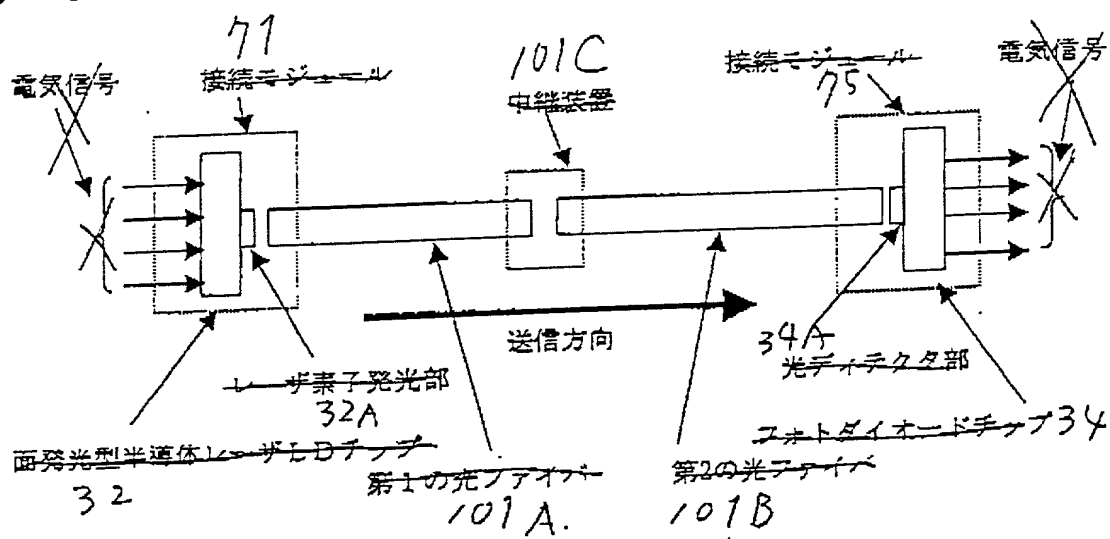 71
接続モジュール
電気信号
101C
中継装置
接続モジュール
75
電気信号
送信方向
34A
光ディテクタ部
レーザ素子発光部
32A
面発光型半導体レーザLDチップ
32
第1の光ファイバ
101A.
第2の光ファイバ
101B
フォトダイオードチップ34